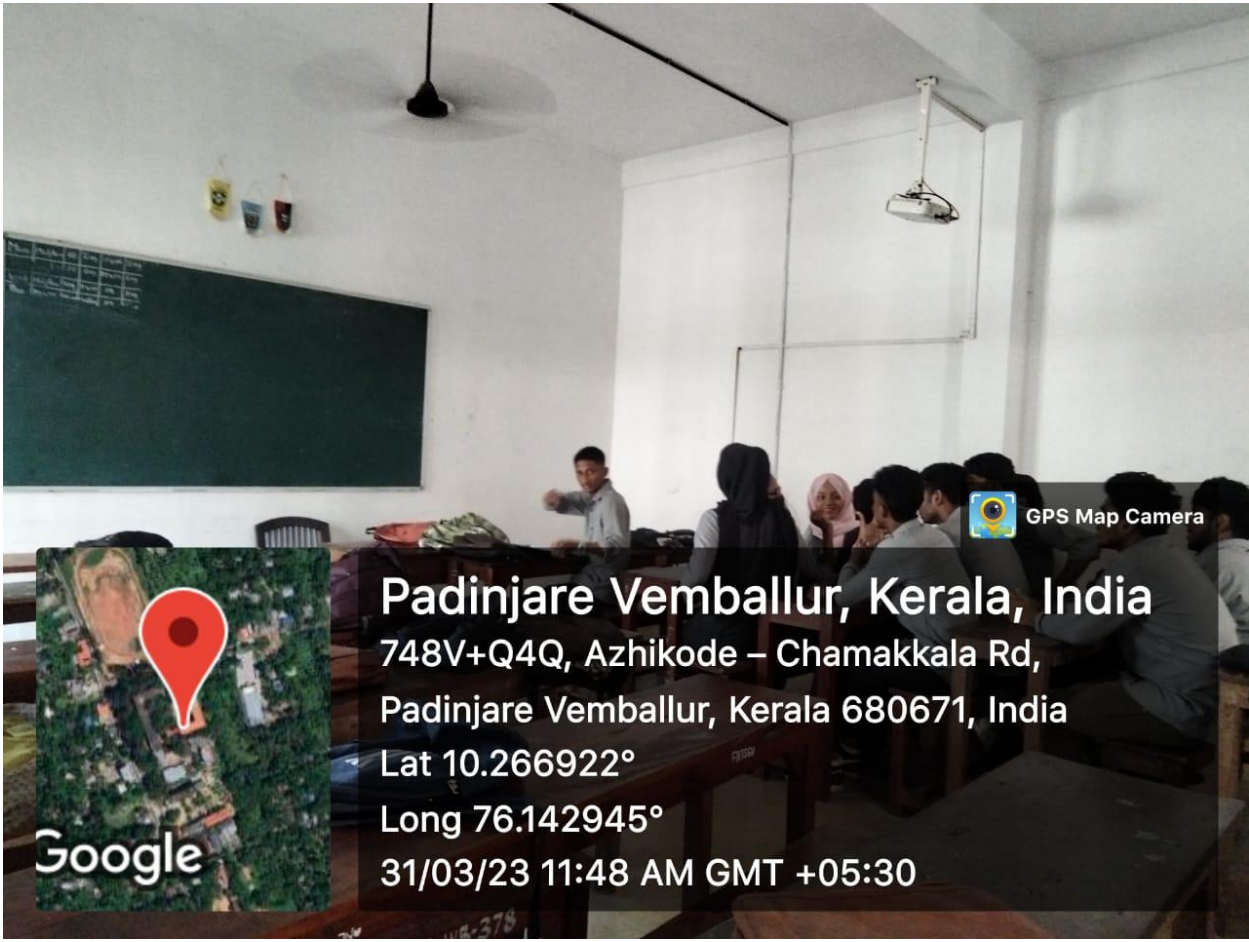 GPS Map Camera
Padinjare Vemballur, Kerala, India
748V+Q4Q, Azhikode – Chamakkala Rd,
Padinjare Vemballur, Kerala 680671, India
Lat 10.266922°
Long 76.142945°
31/03/23 11:48 AM GMT +05:30
Google